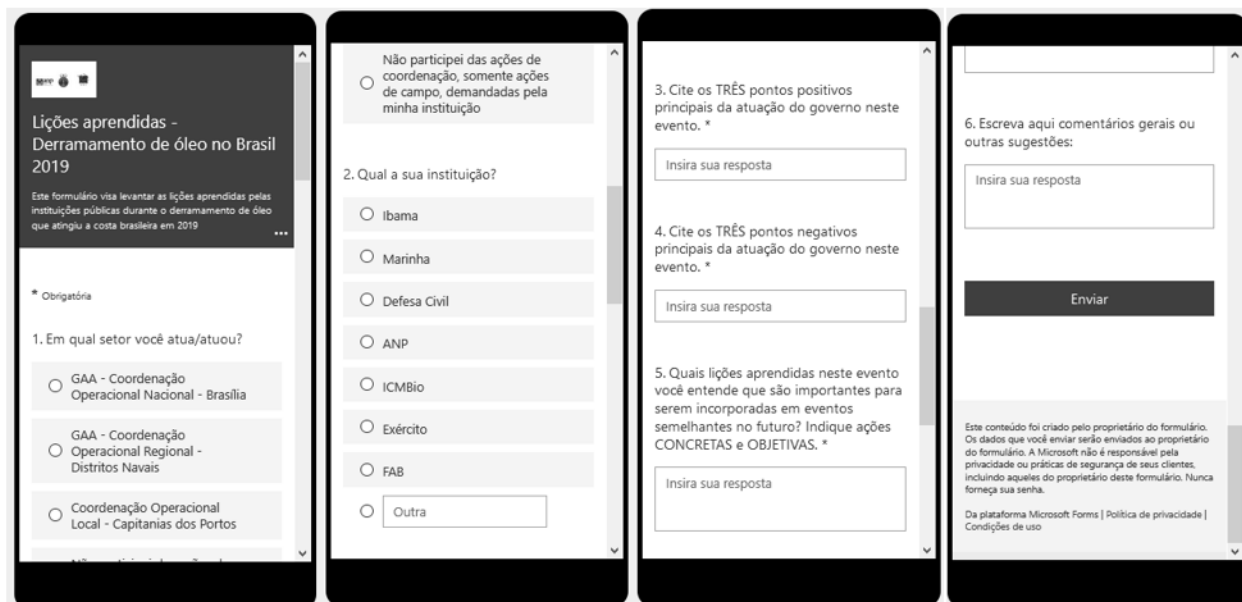 Lições aprendidas -
Derramamento de óleo no Brasil
2019
Este formulário visa levantar as lições aprendidas pelas
instituições públicas durante o derramamento de óleo
que atingiu a costa brasileira em 2019
...
* Obrigatória
1. Em qual setor você atua/atuou?
GAA - Coordenação
Operacional Nacional - Brasília
GAA - Coordenação
Operacional Regional -
Distritos Navais
Coordenação Operacional
Local - Capitanias dos Portos
Não participei das ações de
coordenação, somente ações
de campo, demandadas pela
minha instituição
2. Qual a sua instituição?
Ibama
Marinha
Defesa Civil
ANP
ICMBio
Exército
FAB
Outra
3. Cite os TRÊS pontos positivos
principais da atuação do governo neste
evento. *
Insira sua resposta
4. Cite os TRÊS pontos negativos
principais da atuação do governo neste
evento. *
Insira sua resposta
5. Quais lições aprendidas neste evento
você entende que são importantes para
serem incorporadas em eventos
semelhantes no futuro? Indique ações
CONCRETAS e OBJETIVAS. *
Insira sua resposta
6. Escreva aqui comentários gerais ou
outras sugestões:
Insira sua resposta
Enviar
Este conteúdo foi criado pelo proprietário do formulário.
Os dados que você enviar serão enviados ao proprietário
do formulário. A Microsoft não é responsável pela
privacidade ou práticas de segurança de seus clientes,
incluindo aqueles do proprietário deste formulário. Nunca
forneça sua senha.
Da plataforma Microsoft Forms | Política de privacidade |
Condições de uso